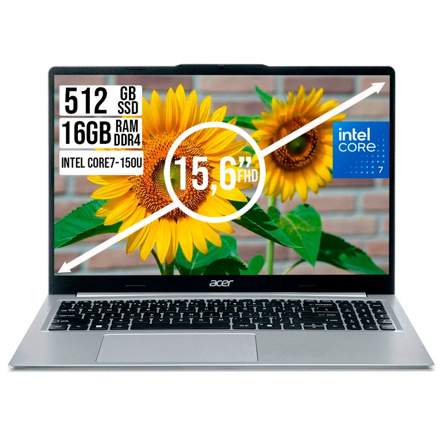 512 GB SSD
16GB RAM DDR4
INTEL CORE7-150U
15,6" FHD
intel
CORE
7
acer